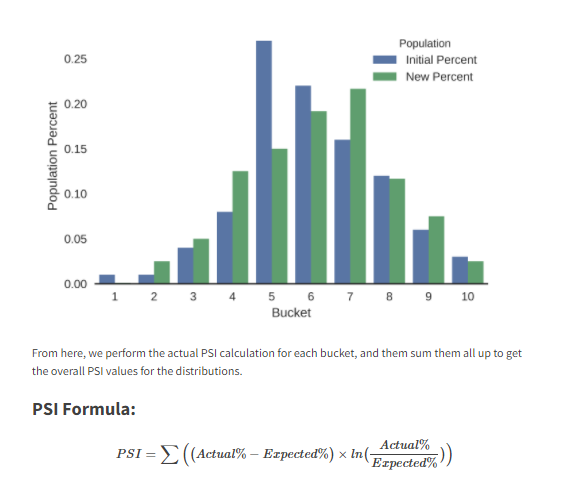 Population
Initial Percent
New Percent
Population Percent
0.25
0.20
0.15
0.10
0.05
0.00
1 2 3 4 5 6 7 8 9 10
Bucket
From here, we perform the actual PSI calculation for each bucket, and them sum them all up to get
the overall PSI values for the distributions.
PSI Formula:
PSI = ∑ ((Actual% − Expected%) × ln(Actual% / Expected%))